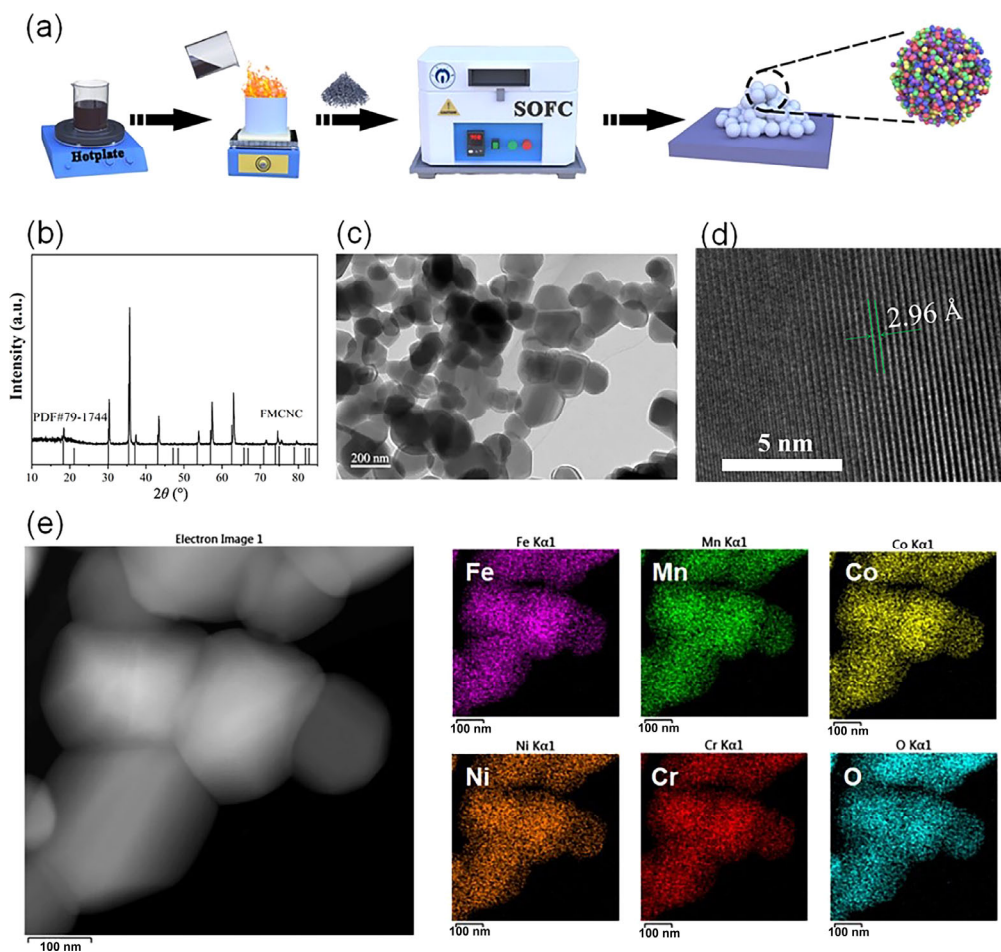 (a)
Hotplate
SOFC
(b)
Intensity (a.u.)
PDF#79-1744
FMCNC
10 20 30 40 50 60 70 80
2θ (°)
(c)
200 nm
(d)
2.96 Å
5 nm
(e)
Electron Image 1
100 nm
Fe Kα1
Fe
100 nm
Mn Kα1
Mn
100 nm
Co Kα1
Co
100 nm
Ni Kα1
Ni
100 nm
Cr Kα1
Cr
100 nm
O Kα1
O
100 nm